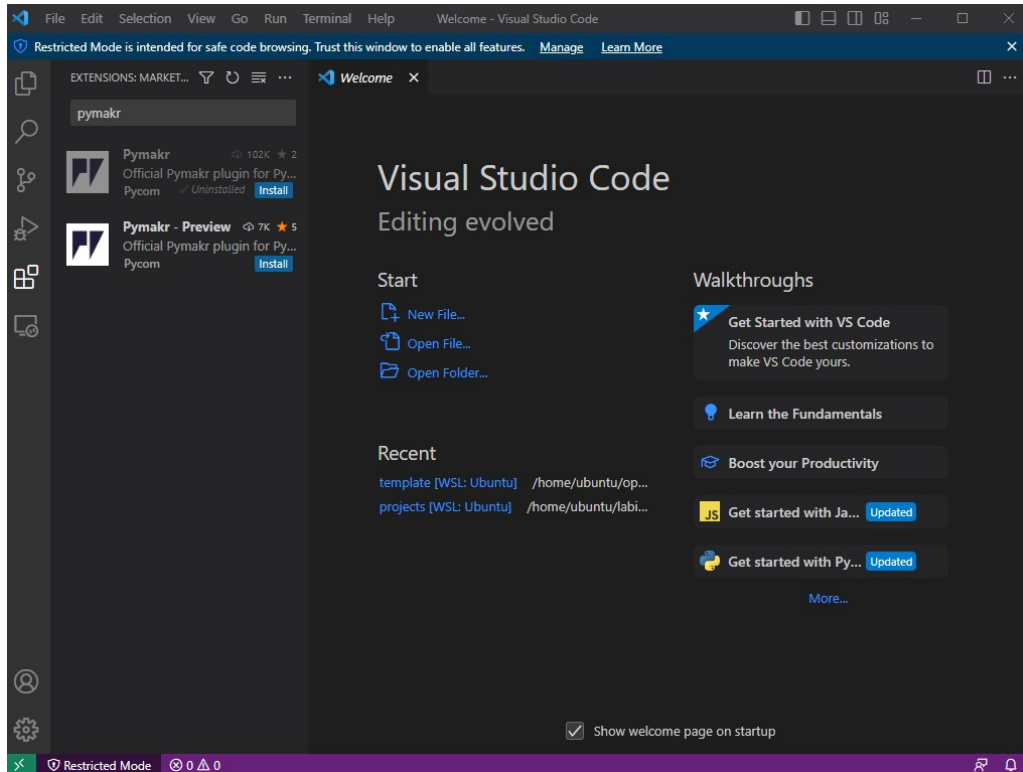 File Edit Selection View Go Run Terminal Help Welcome - Visual Studio Code
Restricted Mode is intended for safe code browsing. Trust this window to enable all features. Manage Learn More
EXTENSIONS: MARKET...
Welcome
pymakr
Pymakr 102K 2
Official Pymakr plugin for Py...
Pycom Uninstalled Install
Pymakr - Preview 7K 5
Official Pymakr plugin for Py...
Pycom Install
Visual Studio Code
Editing evolved
Start
New File...
Open File...
Open Folder...
Recent
template [WSL: Ubuntu] /home/ubuntu/op...
projects [WSL: Ubuntu] /home/ubuntu/labi...
Walkthroughs
Get Started with VS Code
Discover the best customizations to
make VS Code yours.
Learn the Fundamentals
Boost your Productivity
JS Get started with Ja... Updated
Get started with Py... Updated
More...
Show welcome page on startup
Restricted Mode 0 0